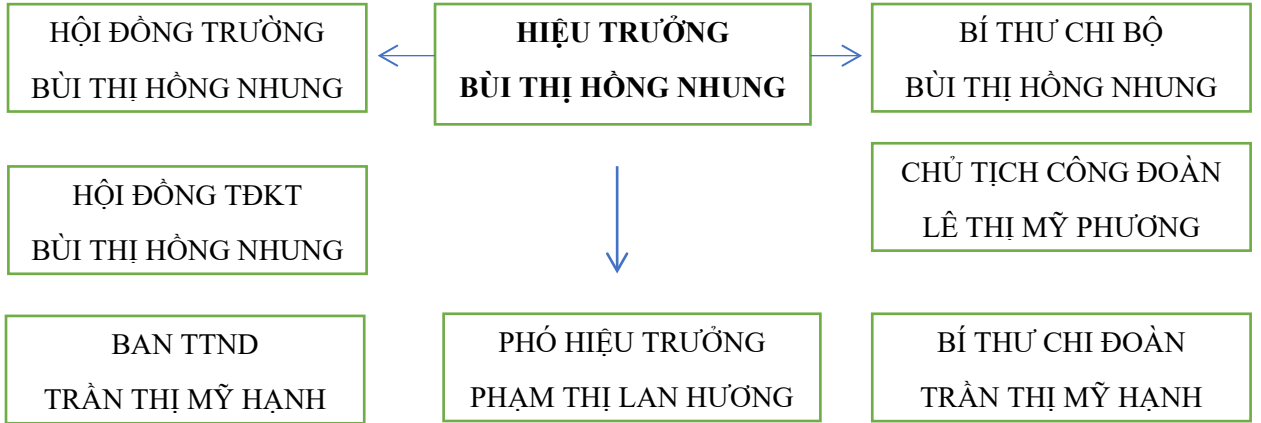 HỘI ĐỒNG TRƯỜNG
BÙI THỊ HỒNG NHUNG
HIỆU TRƯỞNG
BÙI THỊ HỒNG NHUNG
BÍ THƯ CHI BỘ
BÙI THỊ HỒNG NHUNG
HỘI ĐỒNG TĐKT
BÙI THỊ HỒNG NHUNG
CHỦ TỊCH CÔNG ĐOÀN
LÊ THỊ MỸ PHƯƠNG
BAN TTND
TRẦN THỊ MỸ HẠNH
PHÓ HIỆU TRƯỞNG
PHẠM THỊ LAN HƯƠNG
BÍ THƯ CHI ĐOÀN
TRẦN THỊ MỸ HẠNH